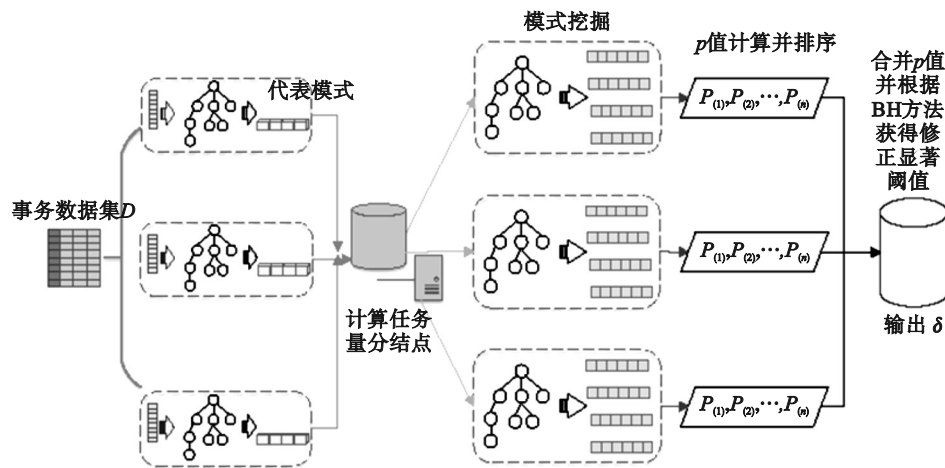 模式挖掘
p值计算并排序
代表模式
合并p值
并根据
BH方法
获得修
正显著
阈值
P(1),P(2),…,P(n)
事务数据集D
P(1),P(2),…,P(n)
计算任务
量分结点
输出 δ
P(1),P(2),…,P(n)